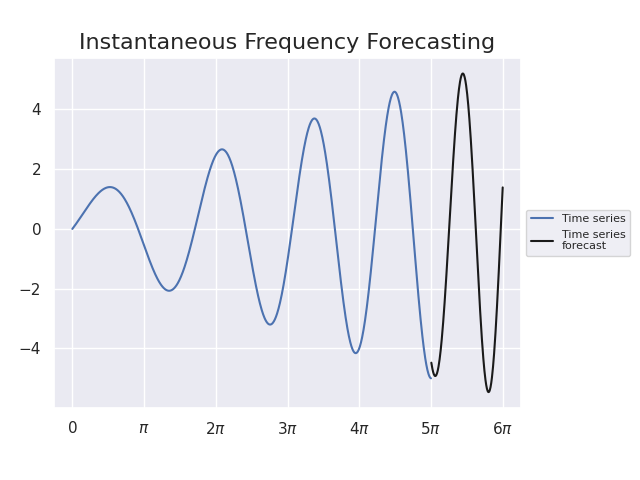 Instantaneous Frequency Forecasting
4
2
0
−2
−4
0
π
2π
3π
4π
5π
6π
Time series
Time series
forecast